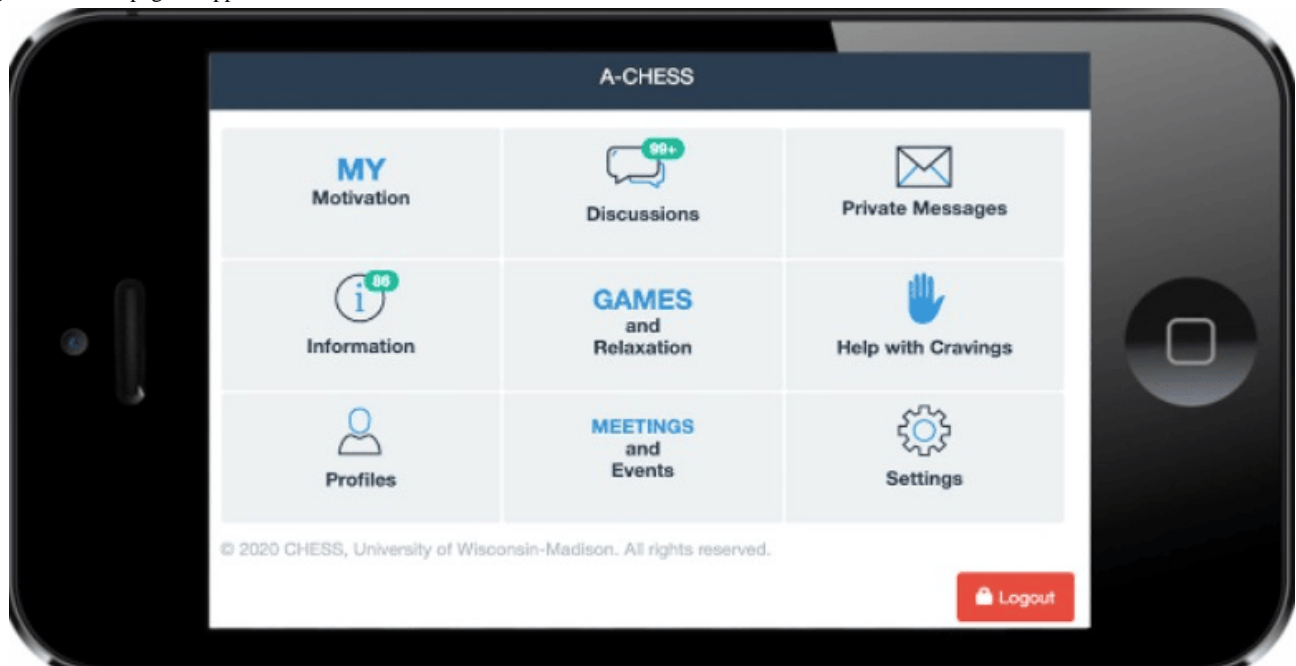 A-CHESS
MY
Motivation
99+
Discussions
Private Messages
86
Information
GAMES
and
Relaxation
Help with Cravings
Profiles
MEETINGS
and
Events
Settings
© 2020 CHESS, University of Wisconsin-Madison. All rights reserved.
Logout